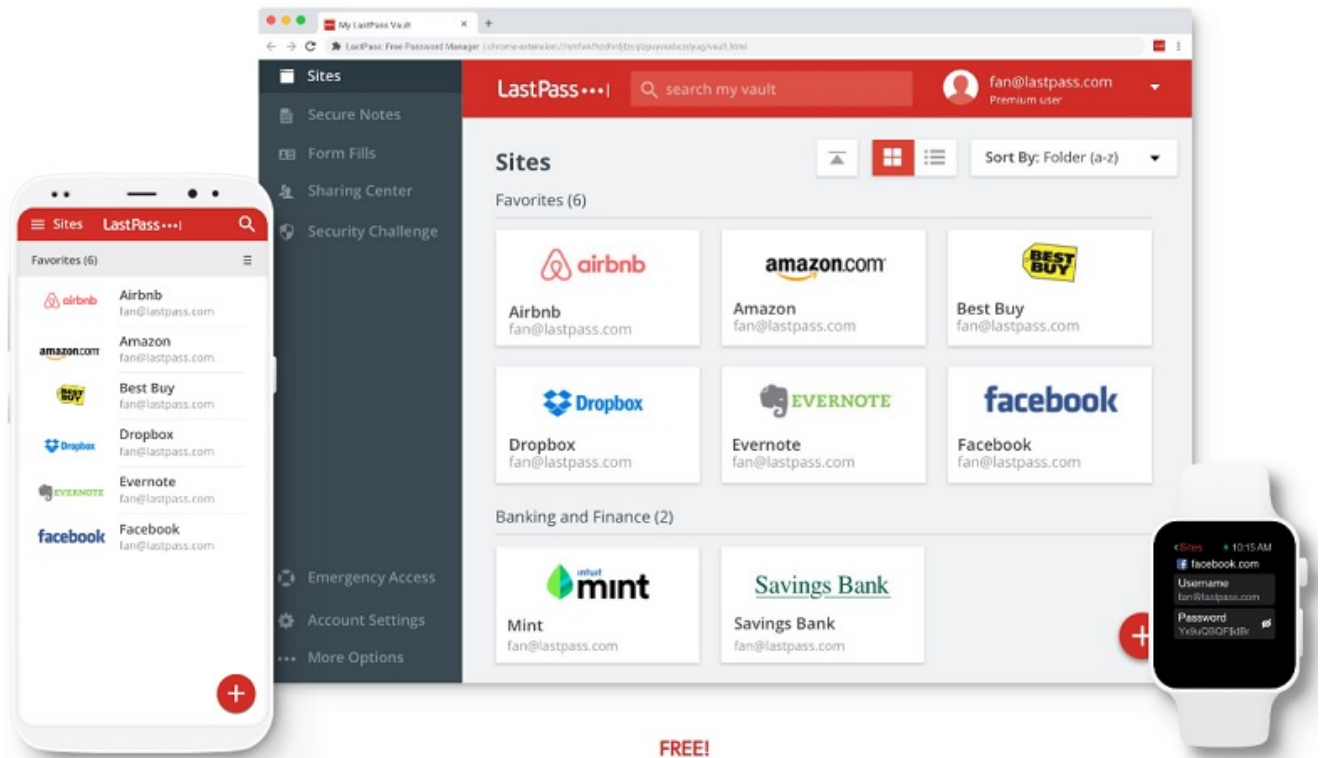 My LastPass Vault
LastPass: Free Password Manager
Sites
Secure Notes
Form Fills
Sharing Center
Security Challenge
Emergency Access
Account Settings
More Options
LastPass
search my vault
fan@lastpass.com
Premium user
Sites
Sort By: Folder (a-z)
Favorites (6)
airbnb
Airbnb
fan@lastpass.com
amazon.com
Amazon
fan@lastpass.com
BEST BUY
Best Buy
fan@lastpass.com
Dropbox
Dropbox
fan@lastpass.com
EVERNOTE
Evernote
fan@lastpass.com
facebook
Facebook
fan@lastpass.com
Banking and Finance (2)
intuit
mint
Mint
fan@lastpass.com
Savings Bank
Savings Bank
fan@lastpass.com
Sites LastPass
Favorites (6)
airbnb
Airbnb
fan@lastpass.com
amazon.com
Amazon
fan@lastpass.com
BEST BUY
Best Buy
fan@lastpass.com
Dropbox
Dropbox
fan@lastpass.com
EVERNOTE
Evernote
fan@lastpass.com
facebook
Facebook
fan@lastpass.com
Sites 10:15 AM
facebook.com
Username
fan@lastpass.com
Password
FREE!